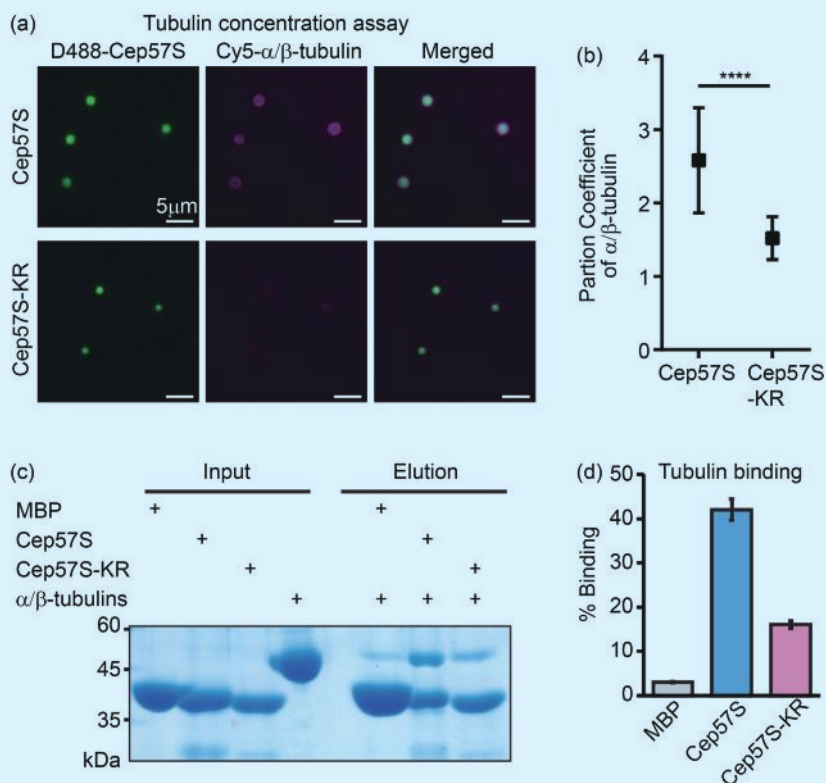 (a) Tubulin concentration assay
D488-Cep57S Cy5-α/β-tubulin Merged
Cep57S
5μm
Cep57S-KR
(b)
Partion Coefficient
of α/β-tubulin
4
3
2
1
0
****
Cep57S Cep57S
-KR
(c) Input Elution
MBP + +
Cep57S + +
Cep57S-KR + +
α/β-tubulins + + + +
60
45
35
kDa
(d) Tubulin binding
% Binding
50
40
30
20
10
0
MBP
Cep57S
Cep57S-KR